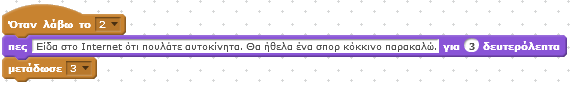 Όταν λάβω το 2
πες Είδα στο Internet ότι πουλάτε αυτοκίνητα. Θα ήθελα ένα σπορ κόκκινο παρακαλώ. για 3 δευτερόλεπτα
μετάδωσε 3